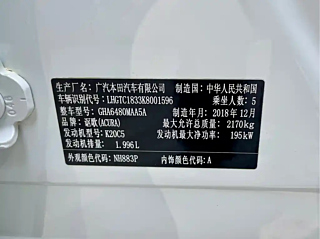 生产厂名：广汽本田汽车有限公司 制造国：中华人民共和国
车辆识别代号：LHGTC1833K8001596 乘坐人数：5
整车型号：GHA6480MAA5A 制造年月：2018年12月
品牌：讴歌(ACURA) 最大允许总质量：2170kg
发动机型号：K20C5 发动机最大净功率：195kW
发动机排量：1.996L
外观颜色代码：NH883P 内饰颜色代码：A